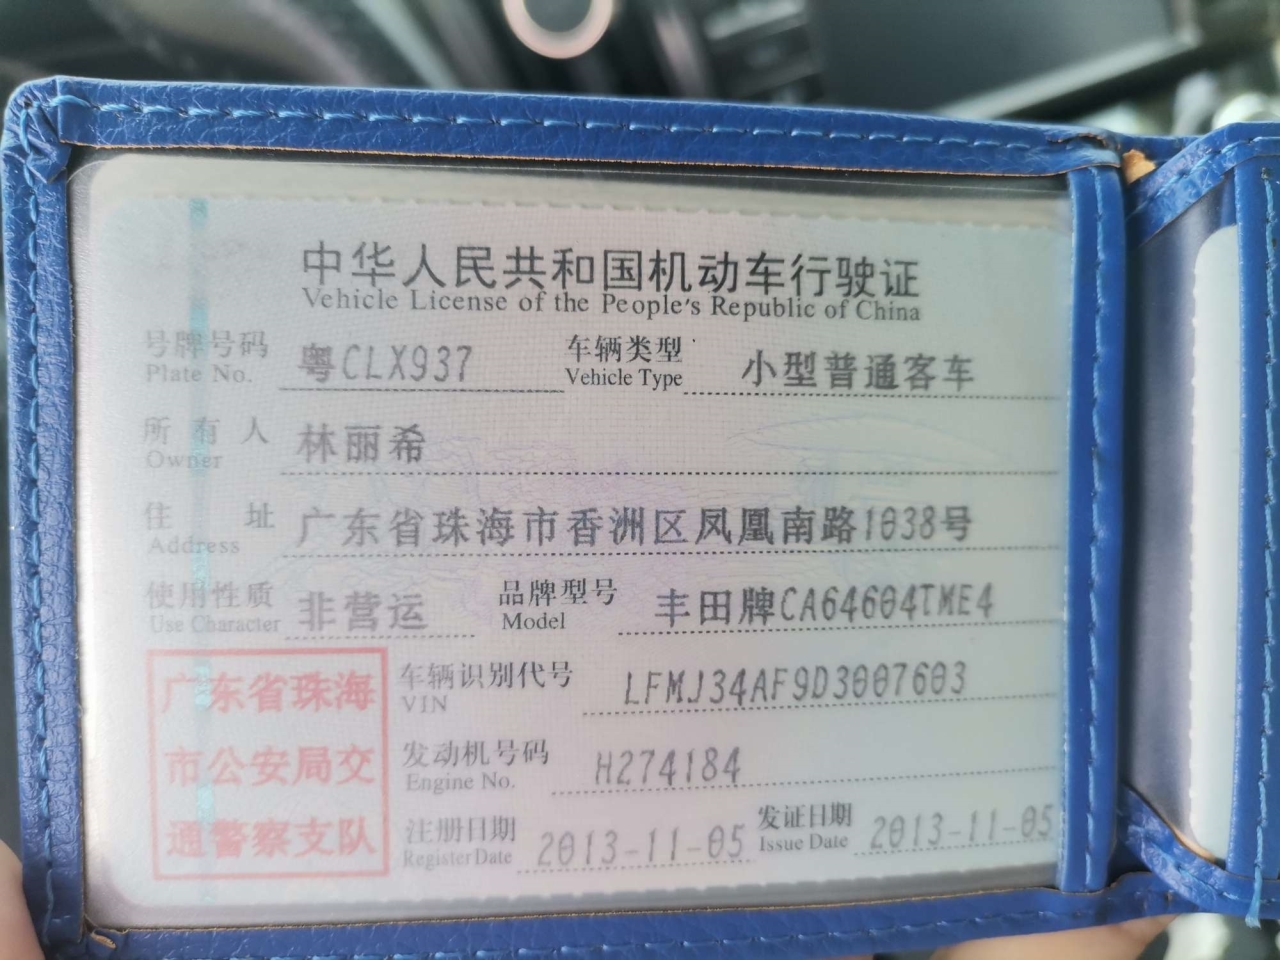 中华人民共和国机动车行驶证
Vehicle License of the People's Republic of China
号牌号码 粤CLX937 车辆类型 小型普通客车
Plate No. Vehicle Type
所有人 林丽希
Owner
住址 广东省珠海市香洲区凤凰南路1038号
Address
使用性质 非营运 品牌型号 丰田牌CA64604TME4
Use Character Model
广东省珠海 车辆识别代号 LFMJ34AF9D3007603
VIN
市公安局交 发动机号码 H274184
Engine No.
通警察支队 注册日期 2013-11-05 发证日期 2013-11-05
Register Date Issue Date